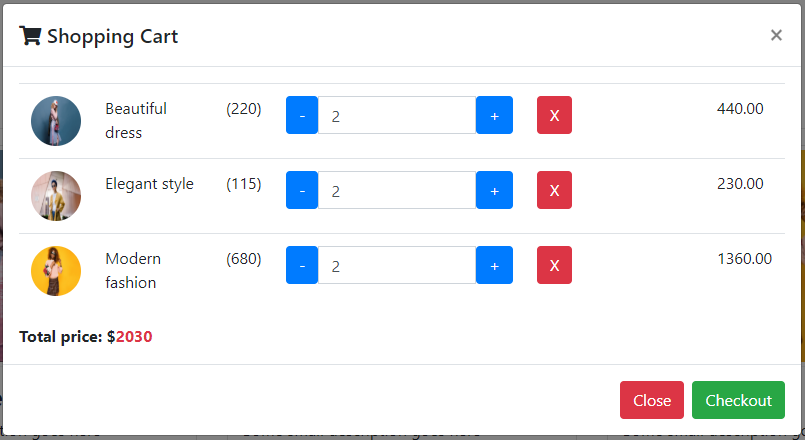 Shopping Cart ×
Beautiful dress (220) - 2 + X 440.00
Elegant style (115) - 2 + X 230.00
Modern fashion (680) - 2 + X 1360.00
Total price: $2030
Close Checkout